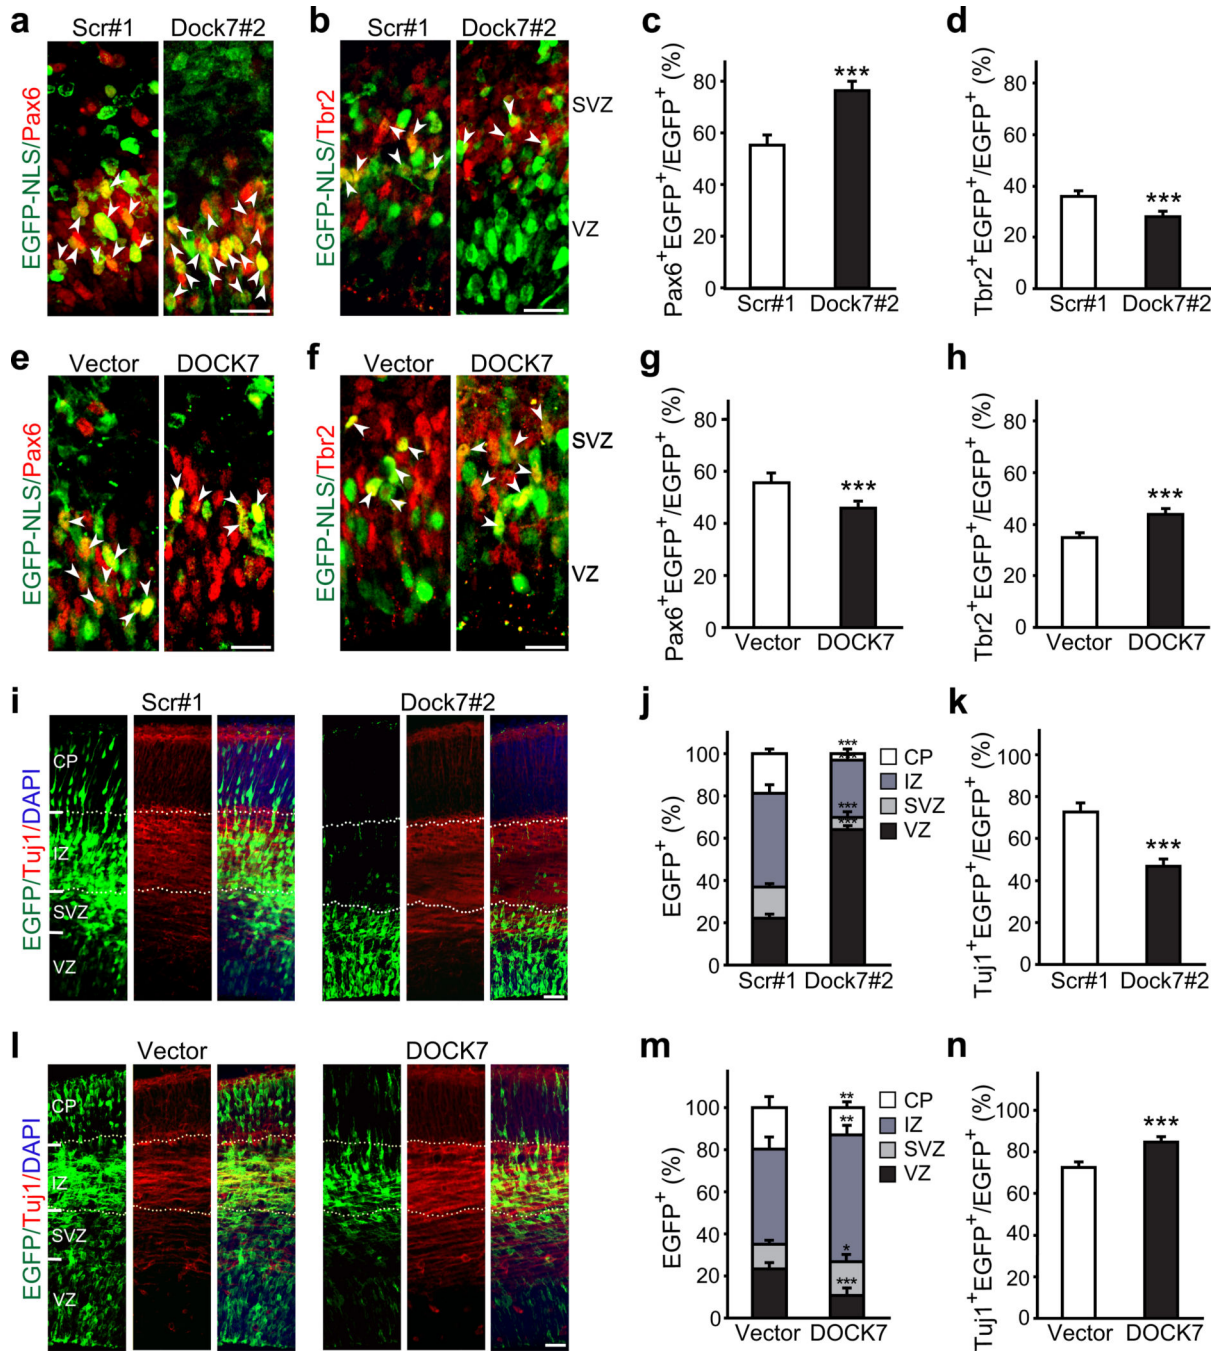 a
Scr#1 Dock7#2
EGFP-NLS/Pax6
b
Scr#1 Dock7#2
EGFP-NLS/Tbr2
SVZ
VZ
c
Pax6+EGFP+/EGFP+ (%)
80
60
40
20
0
***
Scr#1 Dock7#2
d
Tbr2+EGFP+/EGFP+ (%)
80
60
40
20
0
***
Scr#1 Dock7#2
e
Vector DOCK7
EGFP-NLS/Pax6
f
Vector DOCK7
EGFP-NLS/Tbr2
SVZ
VZ
g
Pax6+EGFP+/EGFP+ (%)
80
60
40
20
0
***
Vector DOCK7
h
Tbr2+EGFP+/EGFP+ (%)
80
60
40
20
0
***
Vector DOCK7
i
Scr#1 Dock7#2
EGFP/Tuj1/DAPI
CP
IZ
SVZ
VZ
j
EGFP+ (%)
100
80
60
40
20
0
***
***
***
***
CP
IZ
SVZ
VZ
Scr#1 Dock7#2
k
Tuj1+EGFP+/EGFP+ (%)
100
80
60
40
20
0
***
Scr#1 Dock7#2
l
Vector DOCK7
EGFP/Tuj1/DAPI
CP
IZ
SVZ
VZ
m
EGFP+ (%)
100
80
60
40
20
0
**
**
*
***
CP
IZ
SVZ
VZ
Vector DOCK7
n
Tuj1+EGFP+/EGFP+ (%)
100
80
60
40
20
0
***
Vector DOCK7